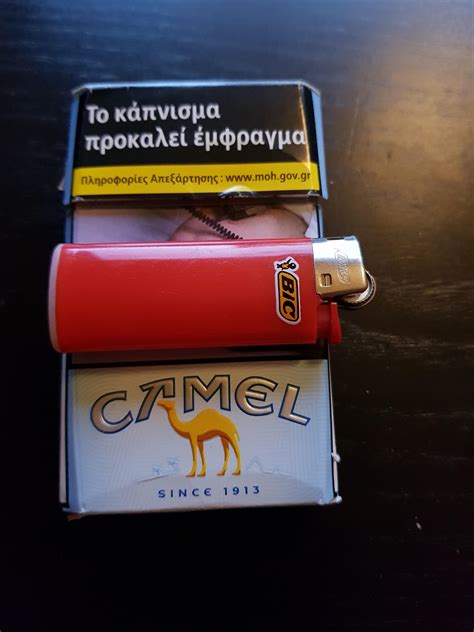 Το κάπνισμα
προκαλεί έμφραγμα
Πληροφορίες Απεξάρτησης : www.moh.gov.gr
BIC
CAMEL
SINCE 1913